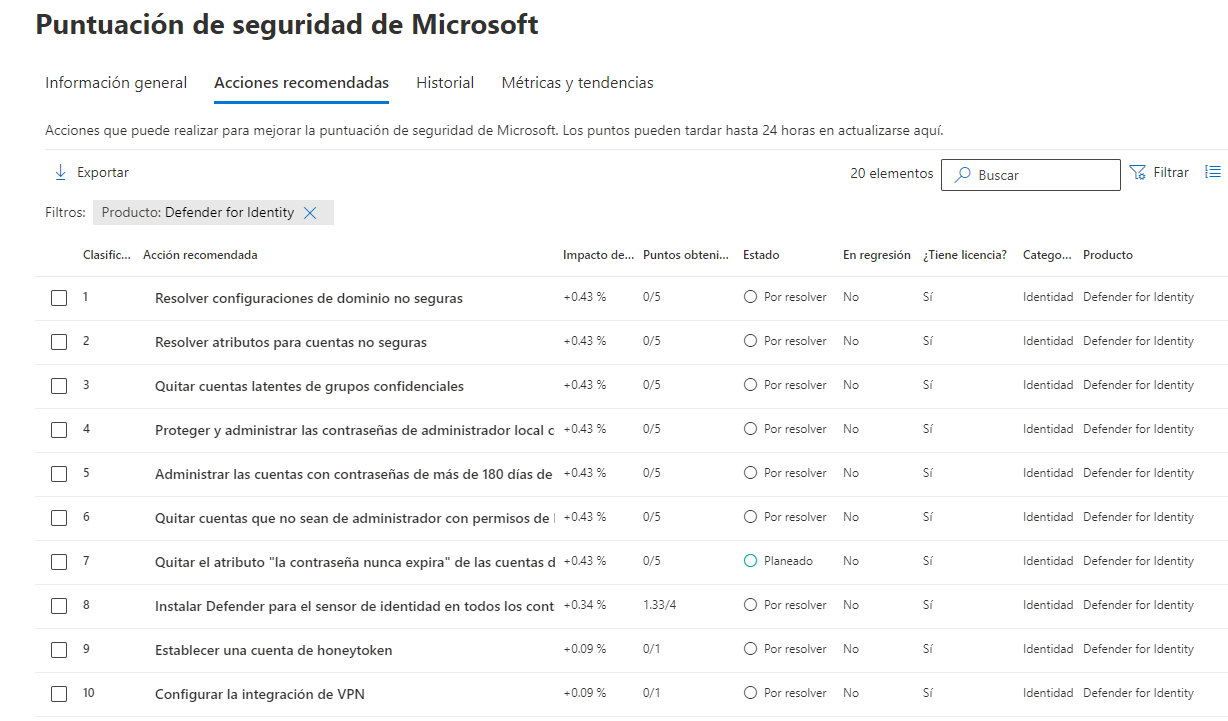 Puntuación de seguridad de Microsoft
Información general Acciones recomendadas Historial Métricas y tendencias
Acciones que puede realizar para mejorar la puntuación de seguridad de Microsoft. Los puntos pueden tardar hasta 24 horas en actualizarse aquí.
Exportar 20 elementos Buscar Filtrar
Filtros: Producto: Defender for Identity
Clasific... Acción recomendada Impacto de... Puntos obteni... Estado En regresión ¿Tiene licencia? Catego... Producto
1 Resolver configuraciones de dominio no seguras +0.43 % 0/5 Por resolver No Sí Identidad Defender for Identity
2 Resolver atributos para cuentas no seguras +0.43 % 0/5 Por resolver No Sí Identidad Defender for Identity
3 Quitar cuentas latentes de grupos confidenciales +0.43 % 0/5 Por resolver No Sí Identidad Defender for Identity
4 Proteger y administrar las contraseñas de administrador local c +0.43 % 0/5 Por resolver No Sí Identidad Defender for Identity
5 Administrar las cuentas con contraseñas de más de 180 días de +0.43 % 0/5 Por resolver No Sí Identidad Defender for Identity
6 Quitar cuentas que no sean de administrador con permisos de +0.43 % 0/5 Por resolver No Sí Identidad Defender for Identity
7 Quitar el atributo "la contraseña nunca expira" de las cuentas d +0.43 % 0/5 Planeado No Sí Identidad Defender for Identity
8 Instalar Defender para el sensor de identidad en todos los cont +0.34 % 1.33/4 Por resolver No Sí Identidad Defender for Identity
9 Establecer una cuenta de honeytoken +0.09 % 0/1 Por resolver No Sí Identidad Defender for Identity
10 Configurar la integración de VPN +0.09 % 0/1 Por resolver No Sí Identidad Defender for Identity